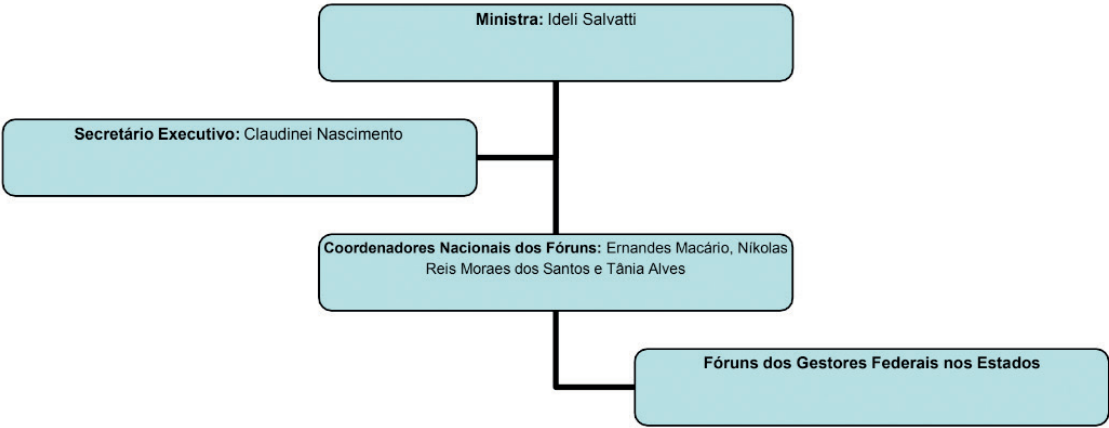 Ministra: Ideli Salvatti
Secretário Executivo: Claudinei Nascimento
Coordenadores Nacionais dos Fóruns: Ernandes Macário, Níkolas
Reis Moraes dos Santos e Tânia Alves
Fóruns dos Gestores Federais nos Estados